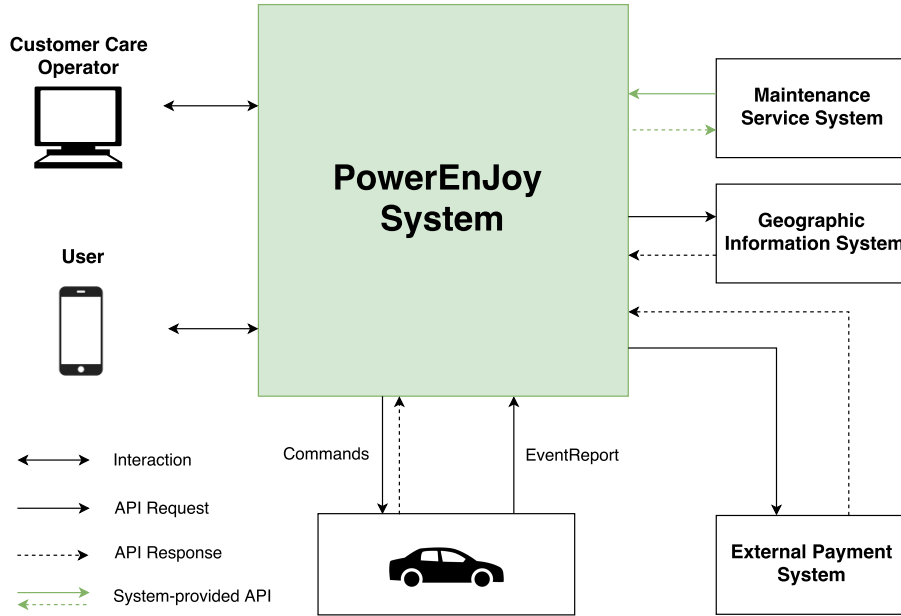 Customer Care
Operator
PowerEnJoy
System
Maintenance
Service System
Geographic
Information System
User
Commands
EventReport
Interaction
API Request
API Response
System-provided API
External Payment
System